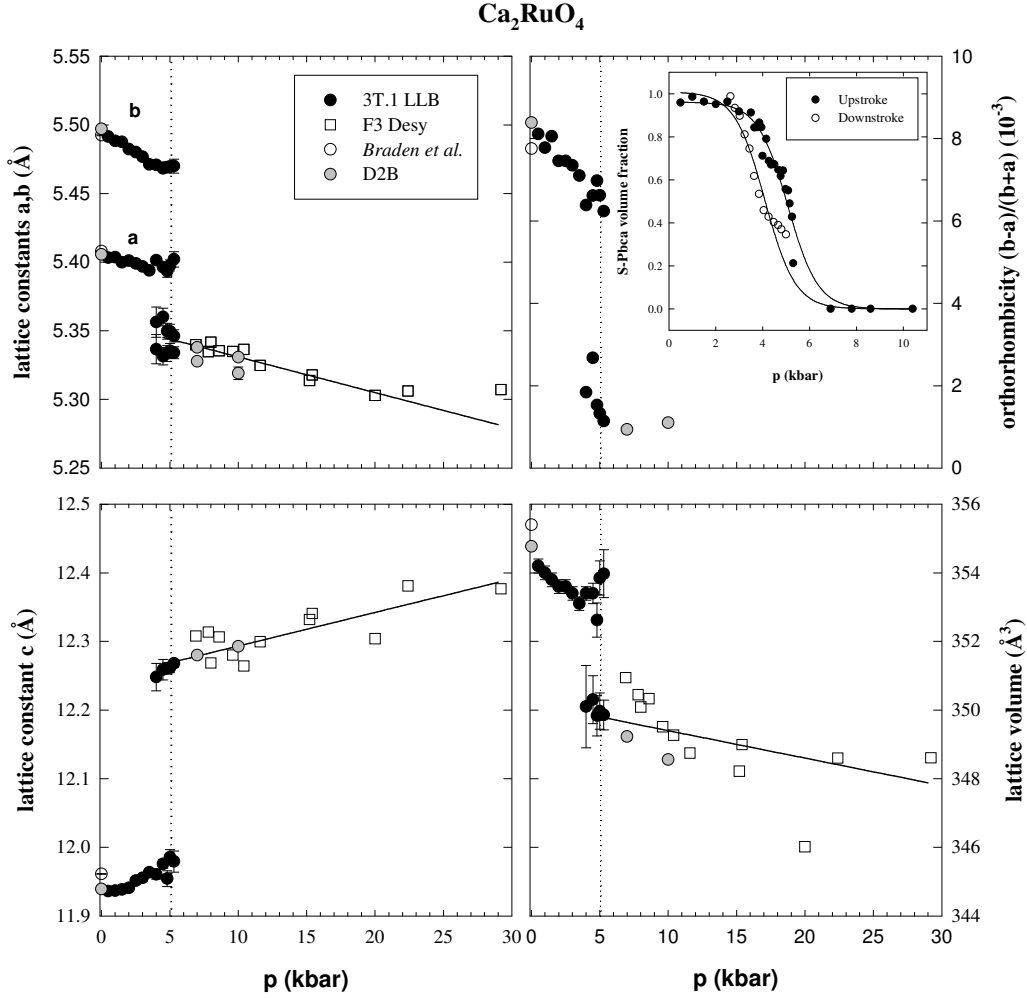 Ca₂RuO₄
5.55
5.50
5.45
5.40
5.35
5.30
5.25
lattice constants a,b (Å)
b
a
3T.1 LLB
F3 Desy
Braden et al.
D2B
10
8
6
4
2
0
orthorhombicity (b-a)/(b+a) (10⁻³)
1.0
0.8
0.6
0.4
0.2
0.0
S-Pbca volume fraction
Upstroke
Downstroke
0 2 4 6 8 10
p (kbar)
12.5
12.4
12.3
12.2
12.1
12.0
11.9
lattice constant c (Å)
0 5 10 15 20 25 30
p (kbar)
356
354
352
350
348
346
344
lattice volume (Å³)
0 5 10 15 20 25 30
p (kbar)